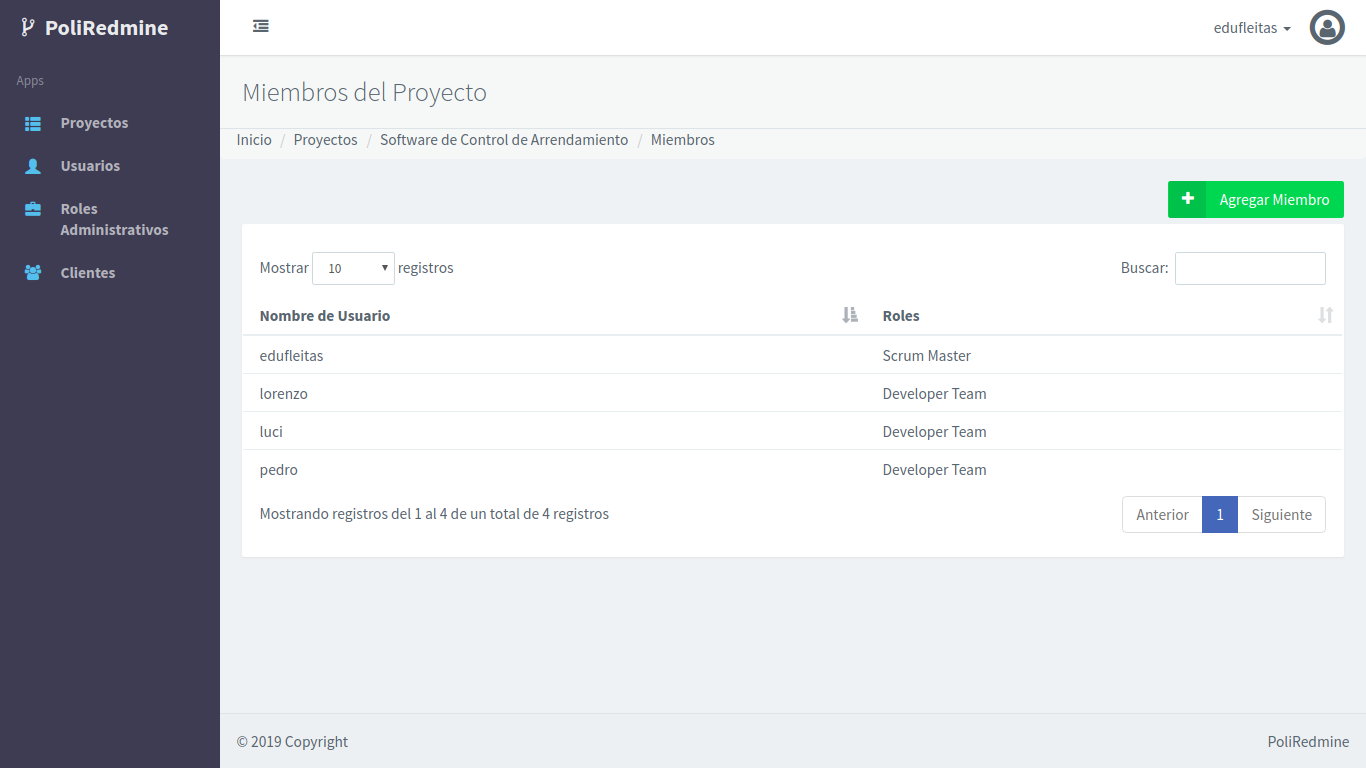 PoliRedmine
edufleitas
Apps
Proyectos
Usuarios
Roles
Administrativos
Clientes
Miembros del Proyecto
Inicio / Proyectos / Software de Control de Arrendamiento / Miembros
Agregar Miembro
Mostrar 10 registros
Buscar:
Nombre de Usuario Roles
edufleitas Scrum Master
lorenzo Developer Team
luci Developer Team
pedro Developer Team
Mostrando registros del 1 al 4 de un total de 4 registros
Anterior 1 Siguiente
© 2019 Copyright
PoliRedmine